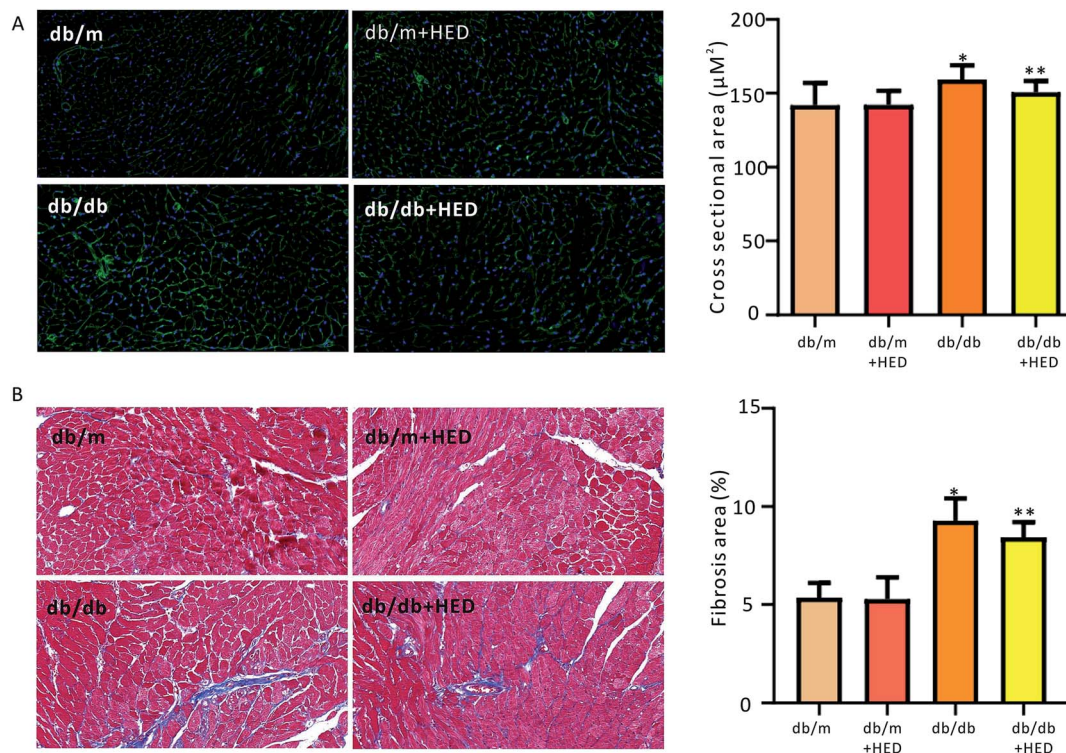 A
db/m
db/m+HED
db/db
db/db+HED
Cross sectional area (μM²)
200
150
100
50
0
*
**
db/m
db/m
+HED
db/db
db/db
+HED
B
db/m
db/m+HED
db/db
db/db+HED
Fibrosis area (%)
15
10
5
0
*
**
db/m
db/m
+HED
db/db
db/db
+HED